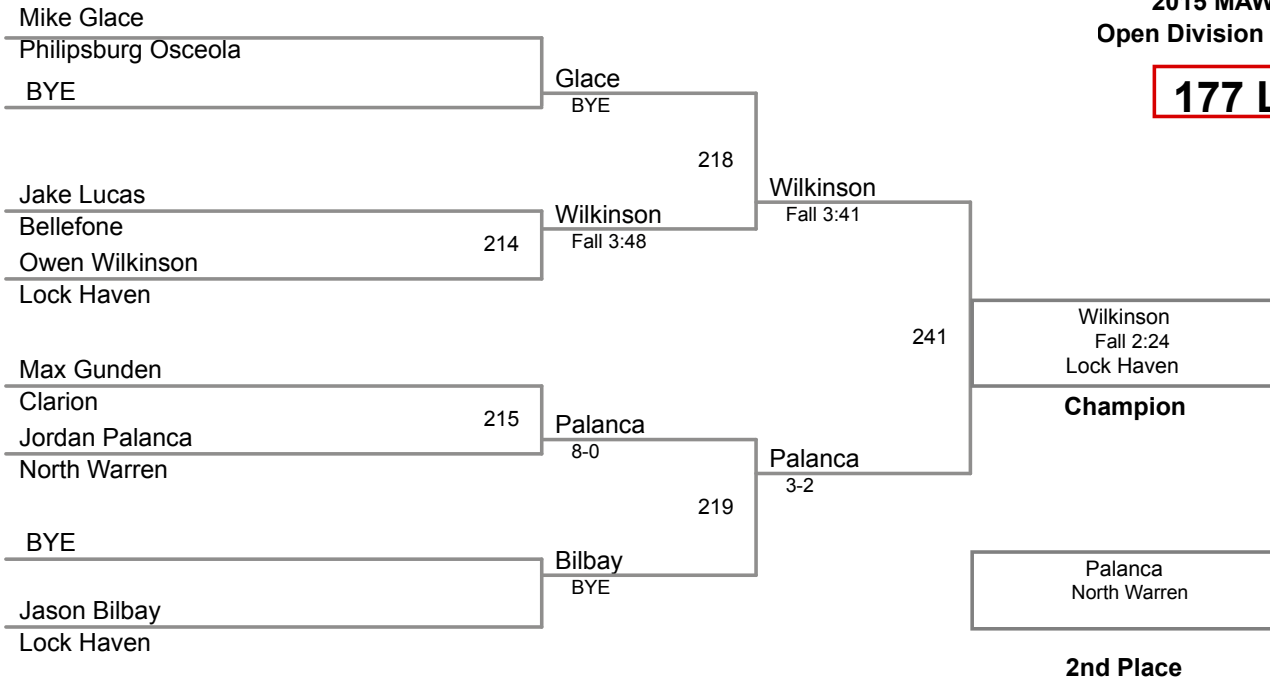 2015 MAW
Open Division
177 L
Mike Glace
Philipsburg Osceola
BYE
Glace
BYE
218
Jake Lucas
Bellefone
214
Owen Wilkinson
Lock Haven
Wilkinson
Fall 3:48
Wilkinson
Fall 3:41
241
Wilkinson
Fall 2:24
Lock Haven
Champion
Max Gunden
Clarion
215
Jordan Palanca
North Warren
Palanca
8-0
Palanca
3-2
219
BYE
Bilbay
BYE
Jason Bilbay
Lock Haven
Palanca
North Warren
2nd Place